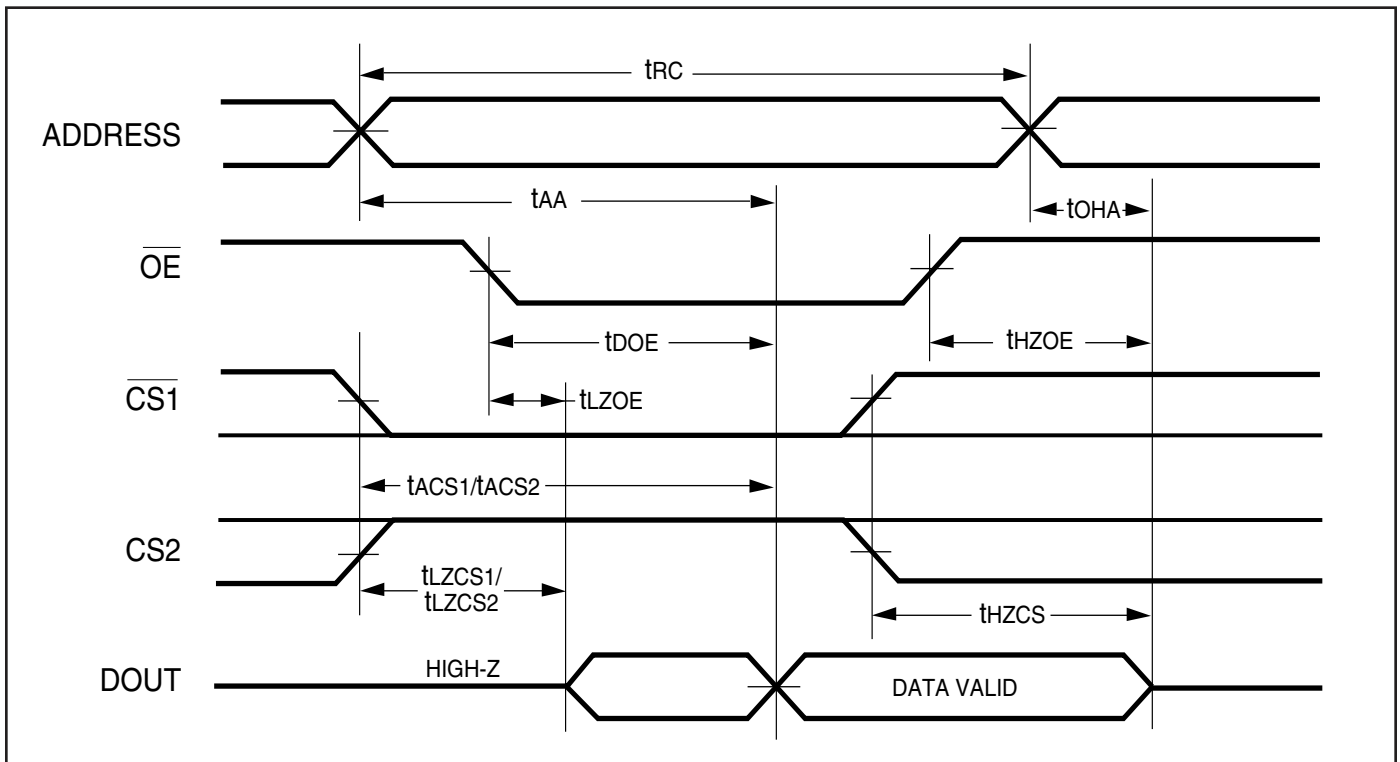 tRC
ADDRESS
tAA
tOHA
OE
tDOE
tHZOE
CS1
tLZOE
tACS1/tACS2
CS2
tLZCS1/
tLZCS2
tHZCS
HIGH-Z
DOUT
DATA VALID